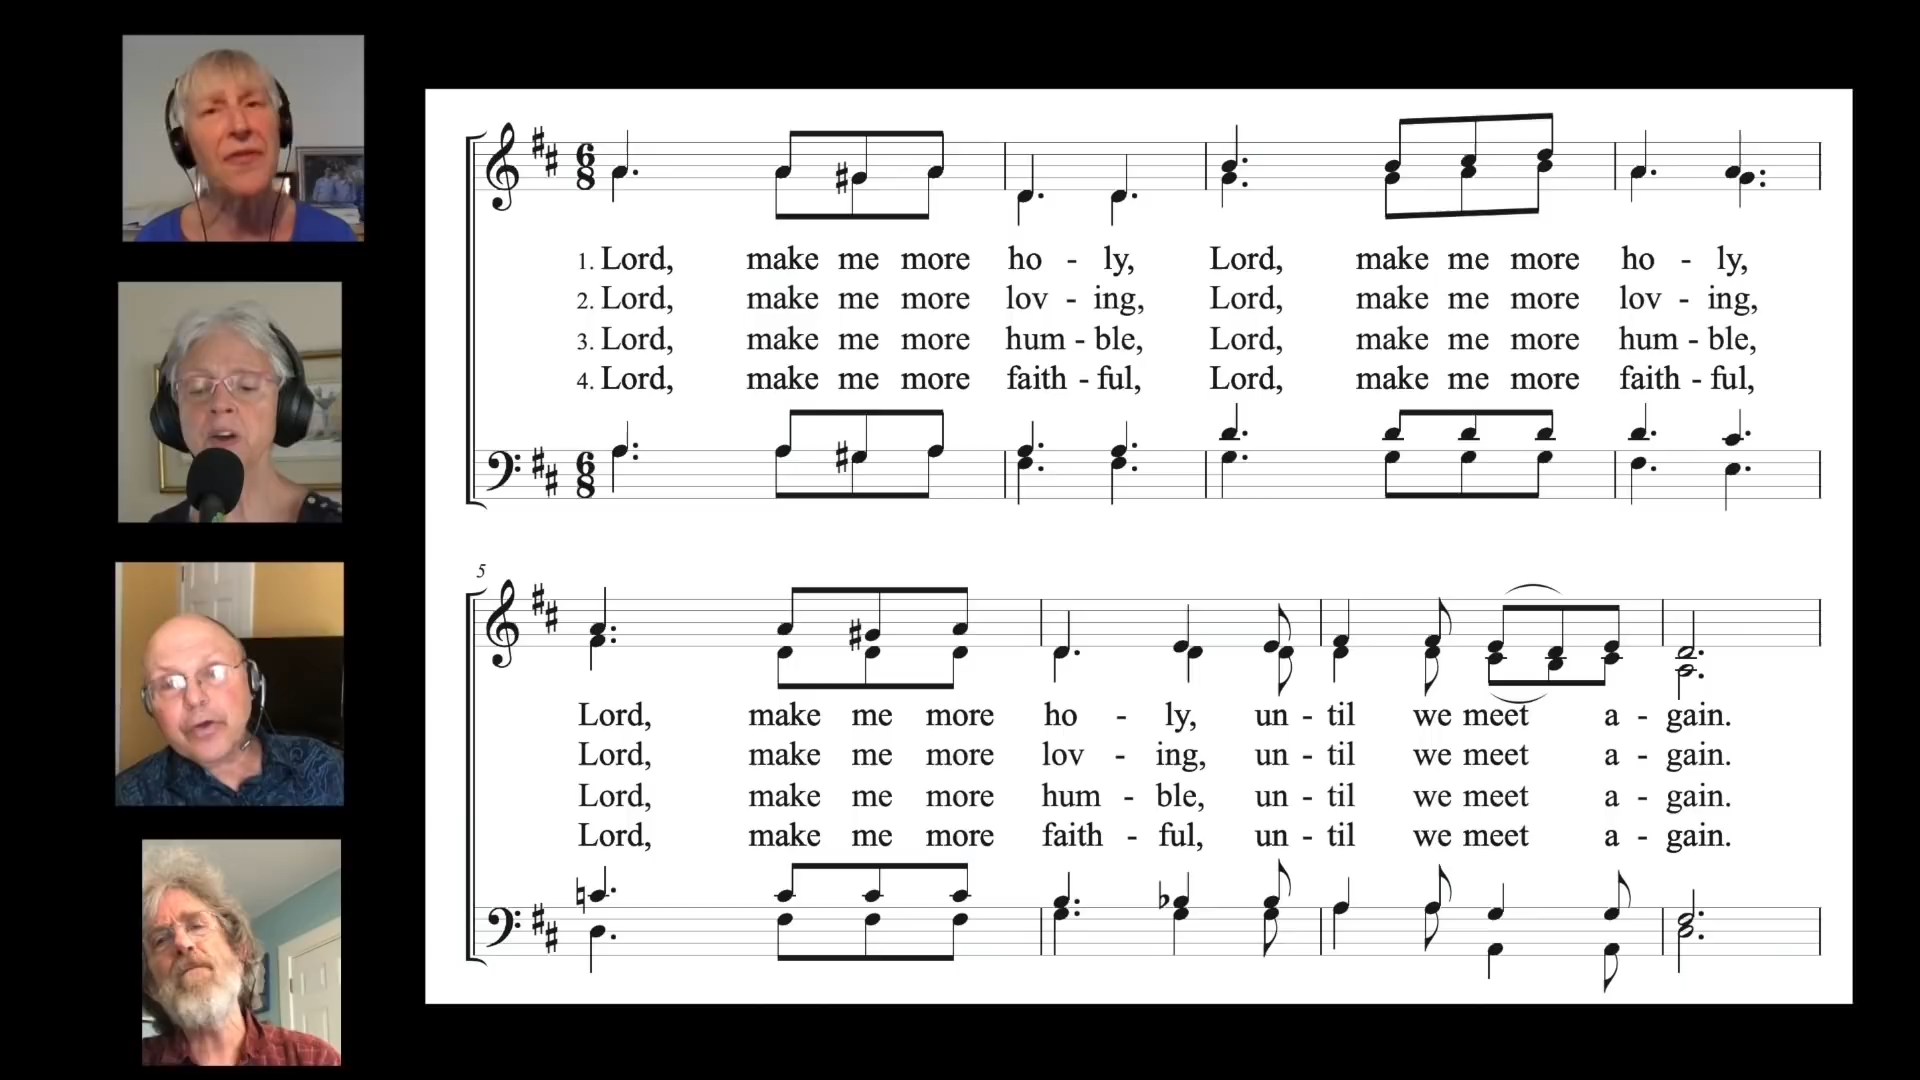 6
8
1. Lord, make me more ho - ly, Lord, make me more ho - ly,
2. Lord, make me more lov - ing, Lord, make me more lov - ing,
3. Lord, make me more hum - ble, Lord, make me more hum - ble,
4. Lord, make me more faith - ful, Lord, make me more faith - ful,
6
8
5
Lord, make me more ho - ly, un - til we meet a - gain.
Lord, make me more lov - ing, un - til we meet a - gain.
Lord, make me more hum - ble, un - til we meet a - gain.
Lord, make me more faith - ful, un - til we meet a - gain.